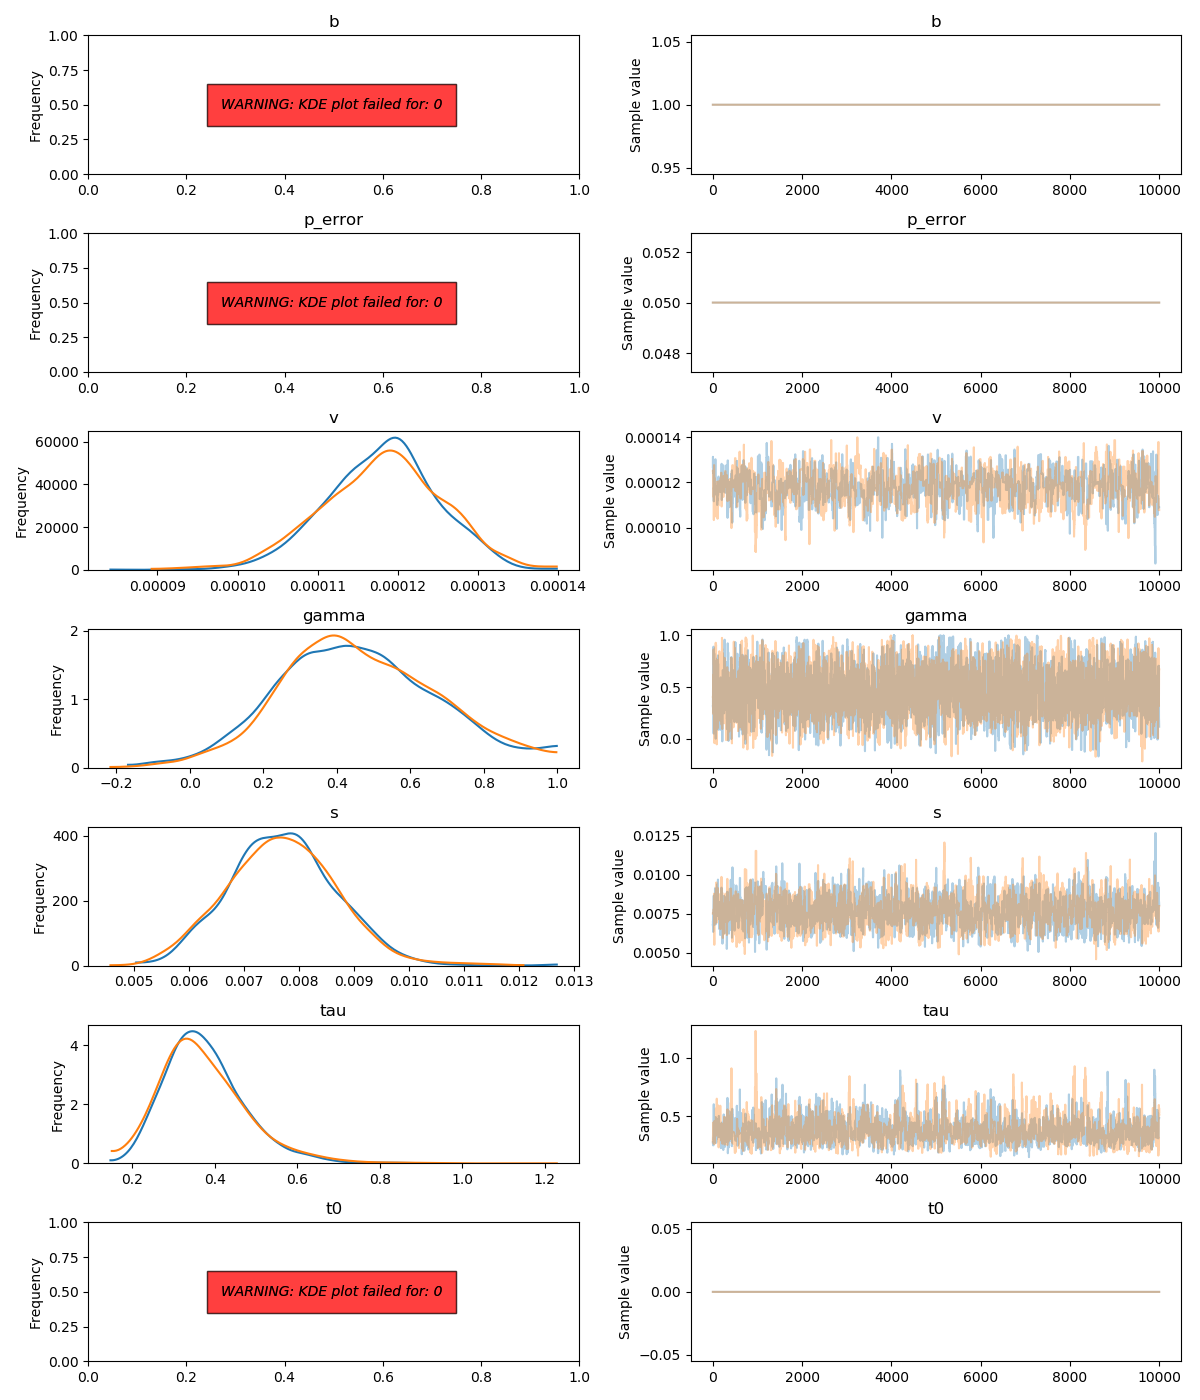 b
b
1.00
0.75
0.50
0.25
0.00
Frequency
WARNING: KDE plot failed for: 0
0.0 0.2 0.4 0.6 0.8 1.0
1.05
1.00
0.95
Sample value
0 2000 4000 6000 8000 10000
p_error
p_error
1.00
0.75
0.50
0.25
0.00
Frequency
WARNING: KDE plot failed for: 0
0.0 0.2 0.4 0.6 0.8 1.0
0.052
0.050
0.048
Sample value
0 2000 4000 6000 8000 10000
v
v
60000
40000
20000
0
Frequency
0.00009 0.00010 0.00011 0.00012 0.00013 0.00014
0.00014
0.00012
0.00010
Sample value
0 2000 4000 6000 8000 10000
gamma
gamma
2
1
0
Frequency
−0.2 0.0 0.2 0.4 0.6 0.8 1.0
1.0
0.5
0.0
Sample value
0 2000 4000 6000 8000 10000
s
s
400
200
0
Frequency
0.005 0.006 0.007 0.008 0.009 0.010 0.011 0.012 0.013
0.0125
0.0100
0.0075
0.0050
Sample value
0 2000 4000 6000 8000 10000
tau
tau
4
2
0
Frequency
0.2 0.4 0.6 0.8 1.0 1.2
1.0
0.5
Sample value
0 2000 4000 6000 8000 10000
t0
t0
1.00
0.75
0.50
0.25
0.00
Frequency
WARNING: KDE plot failed for: 0
0.0 0.2 0.4 0.6 0.8 1.0
0.05
0.00
−0.05
Sample value
0 2000 4000 6000 8000 10000